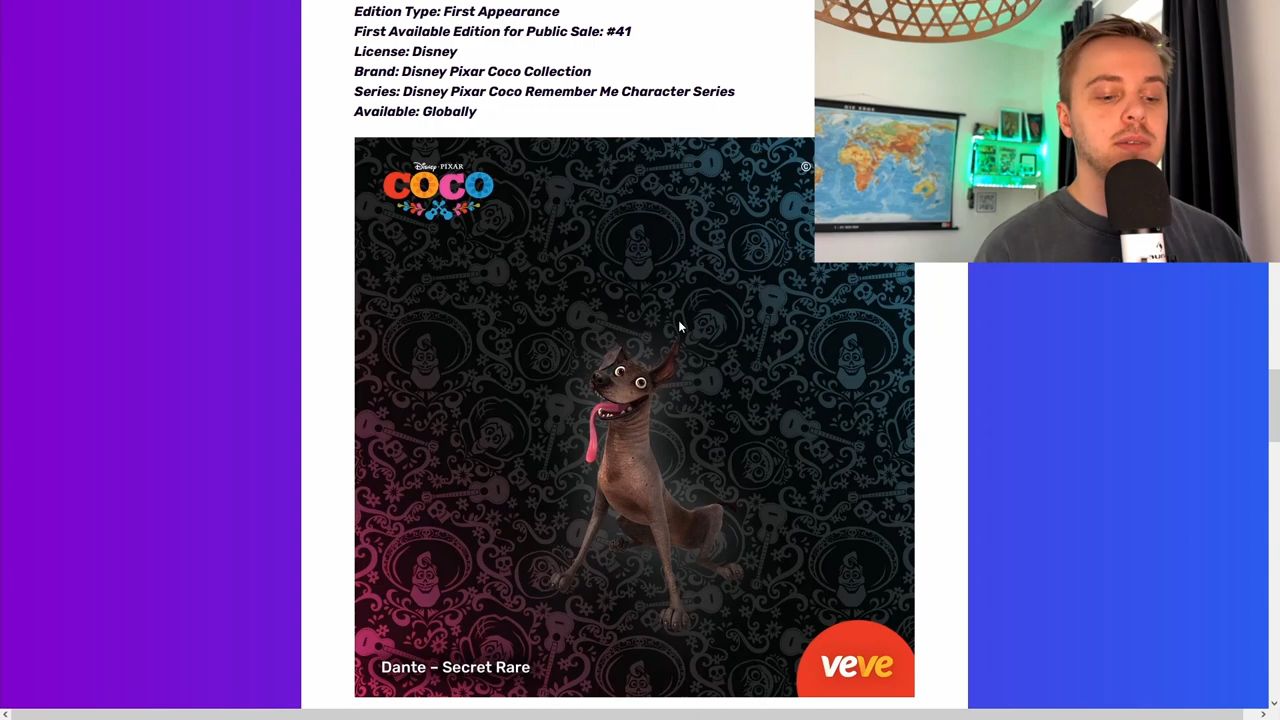 Edition Type: First Appearance
First Available Edition for Public Sale: #41
License: Disney
Brand: Disney Pixar Coco Collection
Series: Disney Pixar Coco Remember Me Character Series
Available: Globally
©
Disney · PIXAR
COCO
Dante – Secret Rare
veve